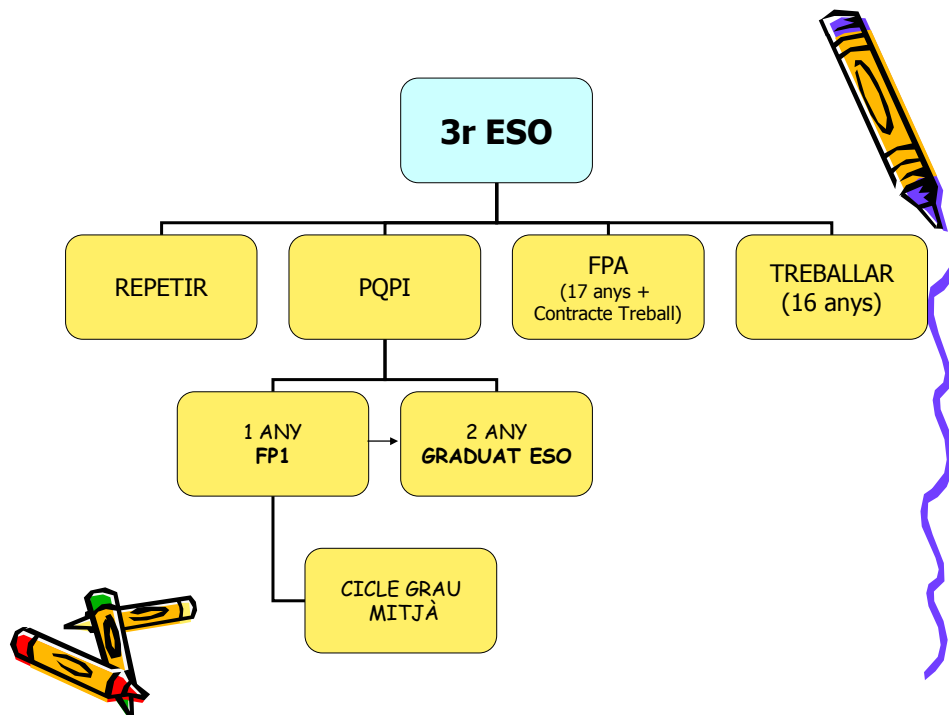 3r ESO
REPETIR
PQPI
FPA
(17 anys +
Contracte Treball)
TREBALLAR
(16 anys)
1 ANY
FP1
2 ANY
GRADUAT ESO
CICLE GRAU
MITJÀ